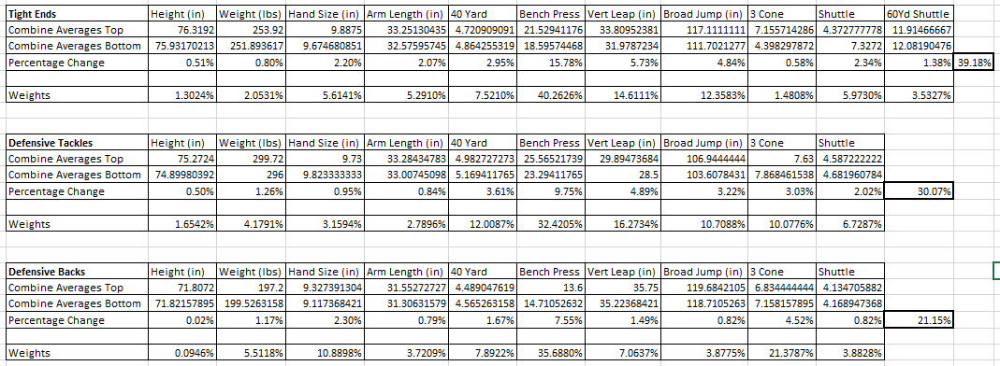 Tight Ends Height (in) Weight (lbs) Hand Size (in) Arm Length (in) 40 Yard Bench Press Vert Leap (in) Broad Jump (in) 3 Cone Shuttle 60Yd Shuttle
Combine Averages Top 76.3192 253.92 9.8875 33.25130435 4.720909091 21.52941176 33.80952381 117.1111111 7.155714286 4.372777778 11.91466667
Combine Averages Bottom 75.93170213 251.893617 9.674680851 32.57595745 4.864255319 18.59574468 31.9787234 111.7021277 4.398297872 7.3272 12.08190476
Percentage Change 0.51% 0.80% 2.20% 2.07% 2.95% 15.78% 5.73% 4.84% 0.58% 2.34% 1.38% 39.18%
Weights 1.3024% 2.0531% 5.6141% 5.2910% 7.5210% 40.2626% 14.6111% 12.3583% 1.4808% 5.9730% 3.5327%
Defensive Tackles Height (in) Weight (lbs) Hand Size (in) Arm Length (in) 40 Yard Bench Press Vert Leap (in) Broad Jump (in) 3 Cone Shuttle
Combine Averages Top 75.2724 299.72 9.73 33.28434783 4.982727273 25.56521739 29.89473684 106.9444444 7.63 4.587222222
Combine Averages Bottom 74.89980392 296 9.823333333 33.00745098 5.169411765 23.29411765 28.5 103.6078431 7.868461538 4.681960784
Percentage Change 0.50% 1.26% 0.95% 0.84% 3.61% 9.75% 4.89% 3.22% 3.03% 2.02% 30.07%
Weights 1.6542% 4.1791% 3.1594% 2.7896% 12.0087% 32.4205% 16.2734% 10.7088% 10.0776% 6.7287%
Defensive Backs Height (in) Weight (lbs) Hand Size (in) Arm Length (in) 40 Yard Bench Press Vert Leap (in) Broad Jump (in) 3 Cone Shuttle
Combine Averages Top 71.8072 197.2 9.327391304 31.55272727 4.489047619 13.6 35.75 119.6842105 6.834444444 4.134705882
Combine Averages Bottom 71.82157895 199.5263158 9.117368421 31.30631579 4.565263158 14.71052632 35.22368421 118.7105263 7.158157895 4.168947368
Percentage Change 0.02% 1.17% 2.30% 0.79% 1.67% 7.55% 1.49% 0.82% 4.52% 0.82% 21.15%
Weights 0.0946% 5.5118% 10.8898% 3.7209% 7.8922% 35.6880% 7.0637% 3.8775% 21.3787% 3.8828%